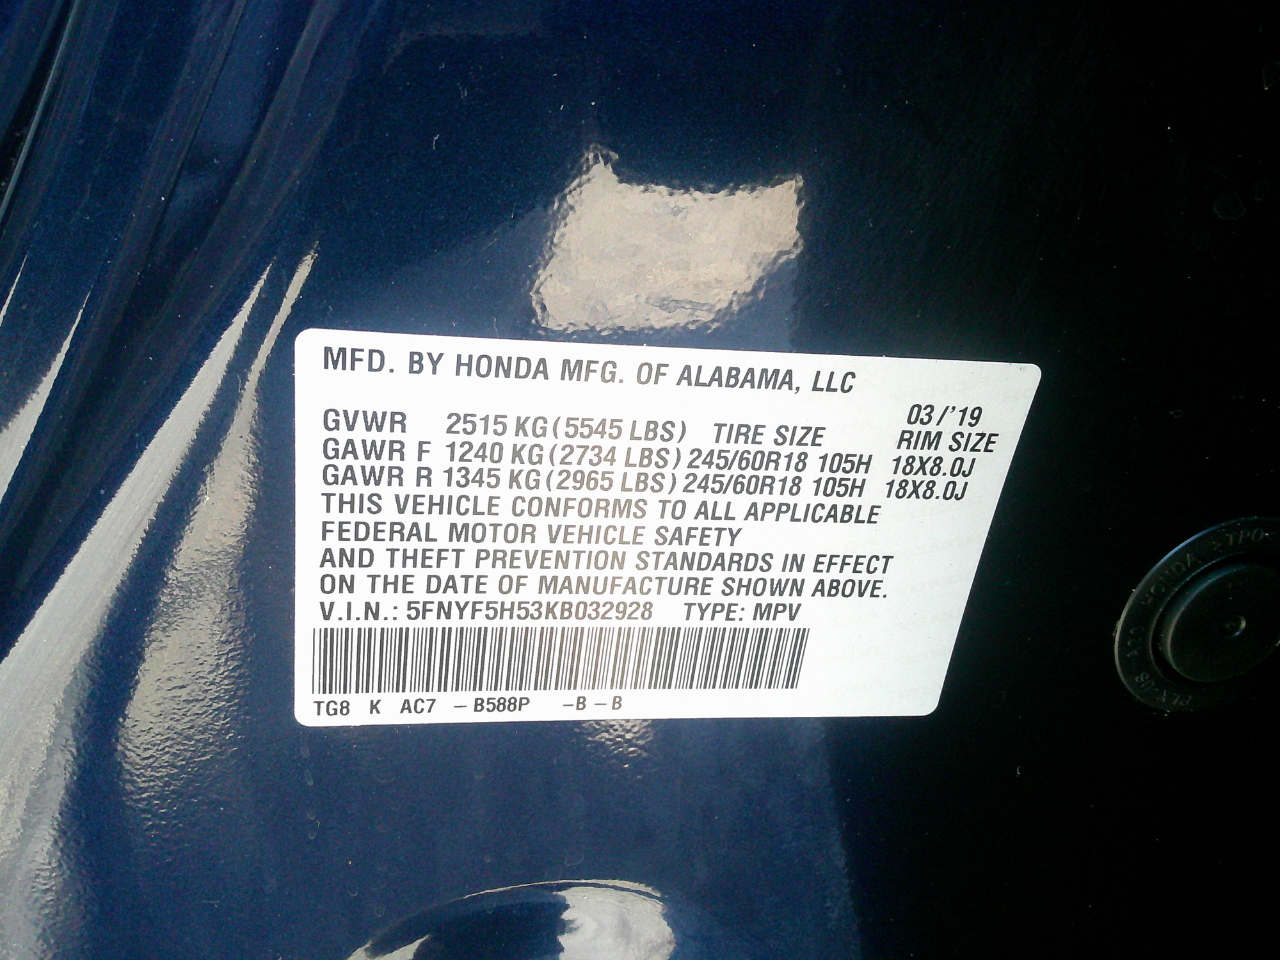 MFD. BY HONDA MFG. OF ALABAMA, LLC
03/'19
GVWR 2515 KG (5545 LBS) TIRE SIZE RIM SIZE
GAWR F 1240 KG (2734 LBS) 245/60R18 105H 18X8.0J
GAWR R 1345 KG (2965 LBS) 245/60R18 105H 18X8.0J
THIS VEHICLE CONFORMS TO ALL APPLICABLE
FEDERAL MOTOR VEHICLE SAFETY
AND THEFT PREVENTION STANDARDS IN EFFECT
ON THE DATE OF MANUFACTURE SHOWN ABOVE.
V.I.N.: 5FNYF5H53KB032928 TYPE: MPV
TG8 K AC7 – B588P – B – B
HONDA